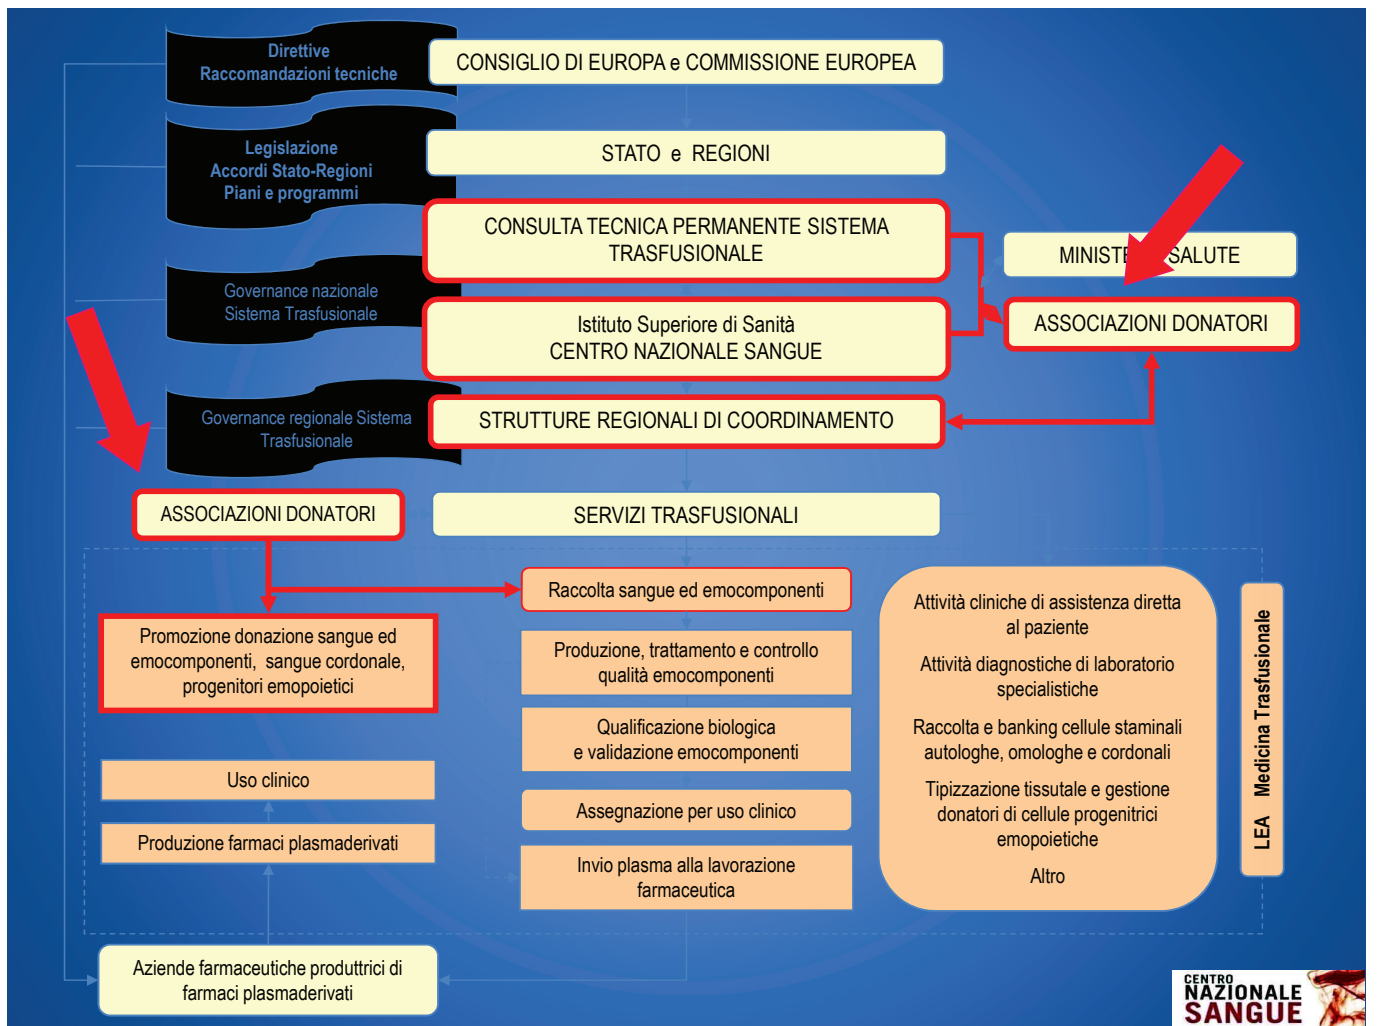 Direttive
Raccomandazioni tecniche
CONSIGLIO DI EUROPA e COMMISSIONE EUROPEA
Legislazione
Accordi Stato-Regioni
Piani e programmi
STATO e REGIONI
CONSULTA TECNICA PERMANENTE SISTEMA
TRASFUSIONALE
MINISTE SALUTE
Governance nazionale
Sistema Trasfusionale
Istituto Superiore di Sanità
CENTRO NAZIONALE SANGUE
ASSOCIAZIONI DONATORI
Governance regionale Sistema
Trasfusionale
STRUTTURE REGIONALI DI COORDINAMENTO
ASSOCIAZIONI DONATORI
SERVIZI TRASFUSIONALI
Promozione donazione sangue ed
emocomponenti, sangue cordonale,
progenitori emopoietici
Uso clinico
Produzione farmaci plasmaderivati
Raccolta sangue ed emocomponenti
Produzione, trattamento e controllo
qualità emocomponenti
Qualificazione biologica
e validazione emocomponenti
Assegnazione per uso clinico
Invio plasma alla lavorazione
farmaceutica
Attività cliniche di assistenza diretta
al paziente
Attività diagnostiche di laboratorio
specialistiche
Raccolta e banking cellule staminali
autologhe, omologhe e cordonali
Tipizzazione tissutale e gestione
donatori di cellule progenitrici
emopoietiche
Altro
LEA Medicina Trasfusionale
Aziende farmaceutiche produttrici di
farmaci plasmaderivati
CENTRO
NAZIONALE
SANGUE